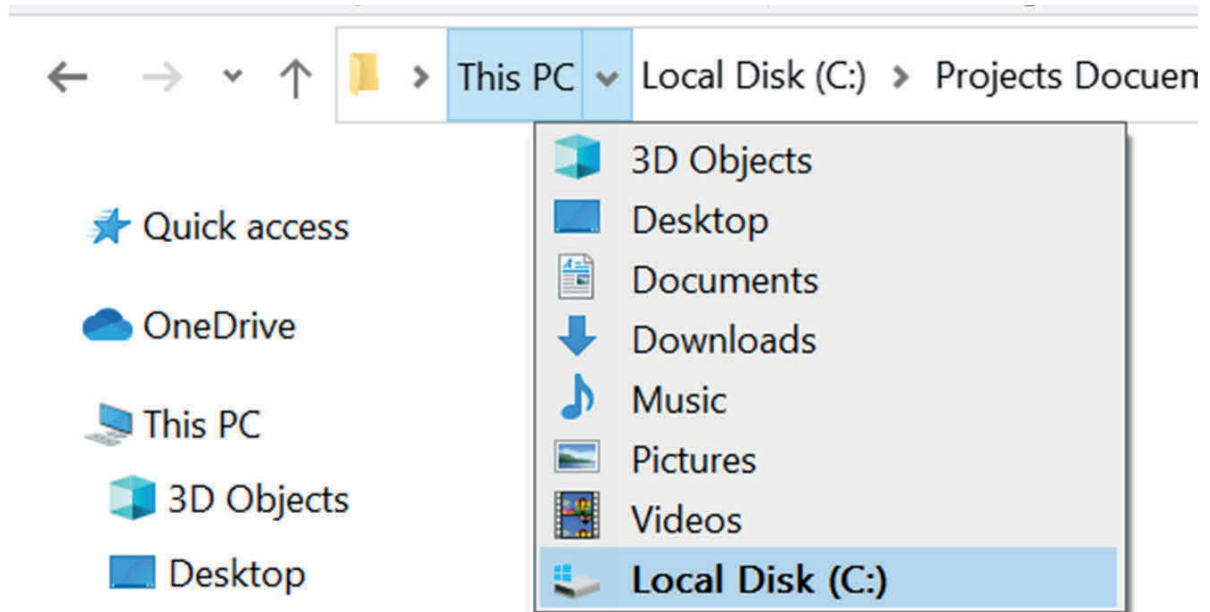 This PC Local Disk (C:) Projects Docuem
3D Objects
Desktop
Documents
Downloads
Music
Pictures
Videos
Local Disk (C:)
Quick access
OneDrive
This PC
3D Objects
Desktop